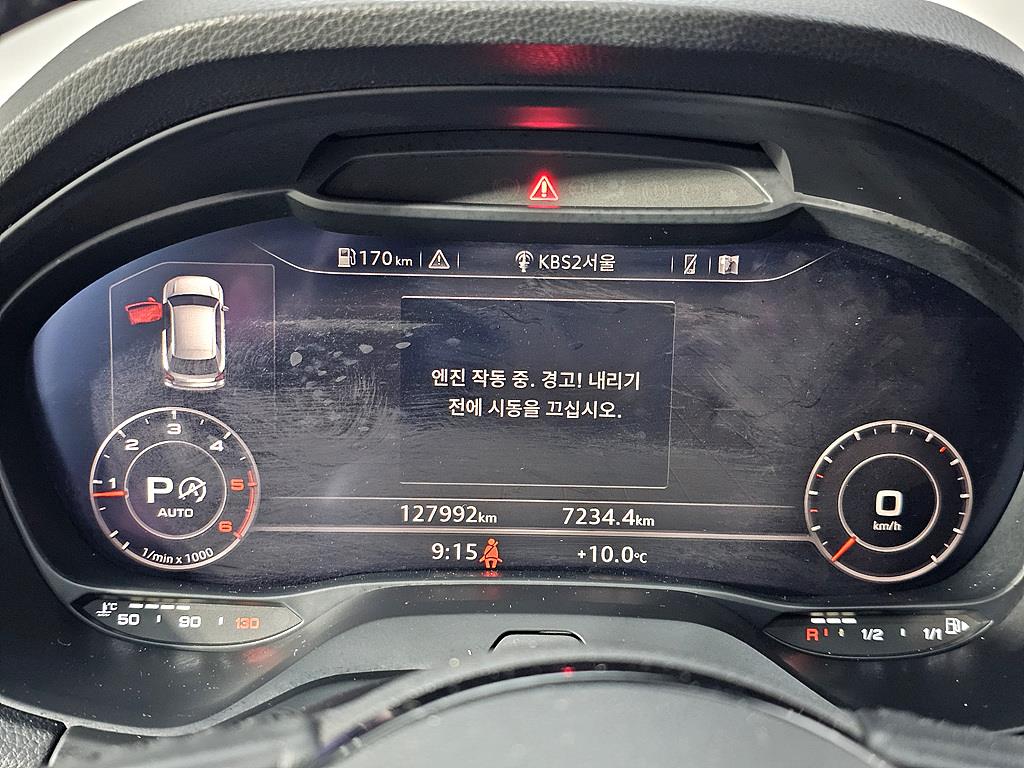 170 km
KBS2서울
엔진 작동 중. 경고! 내리기
전에 시동을 끄십시오.
1 2 3 4 5 6
P
AUTO
1/min x 1000
0
km/h
127992km 7234.4km
9:15 +10.0°C
°C
50 90 130
R 1/2 1/1